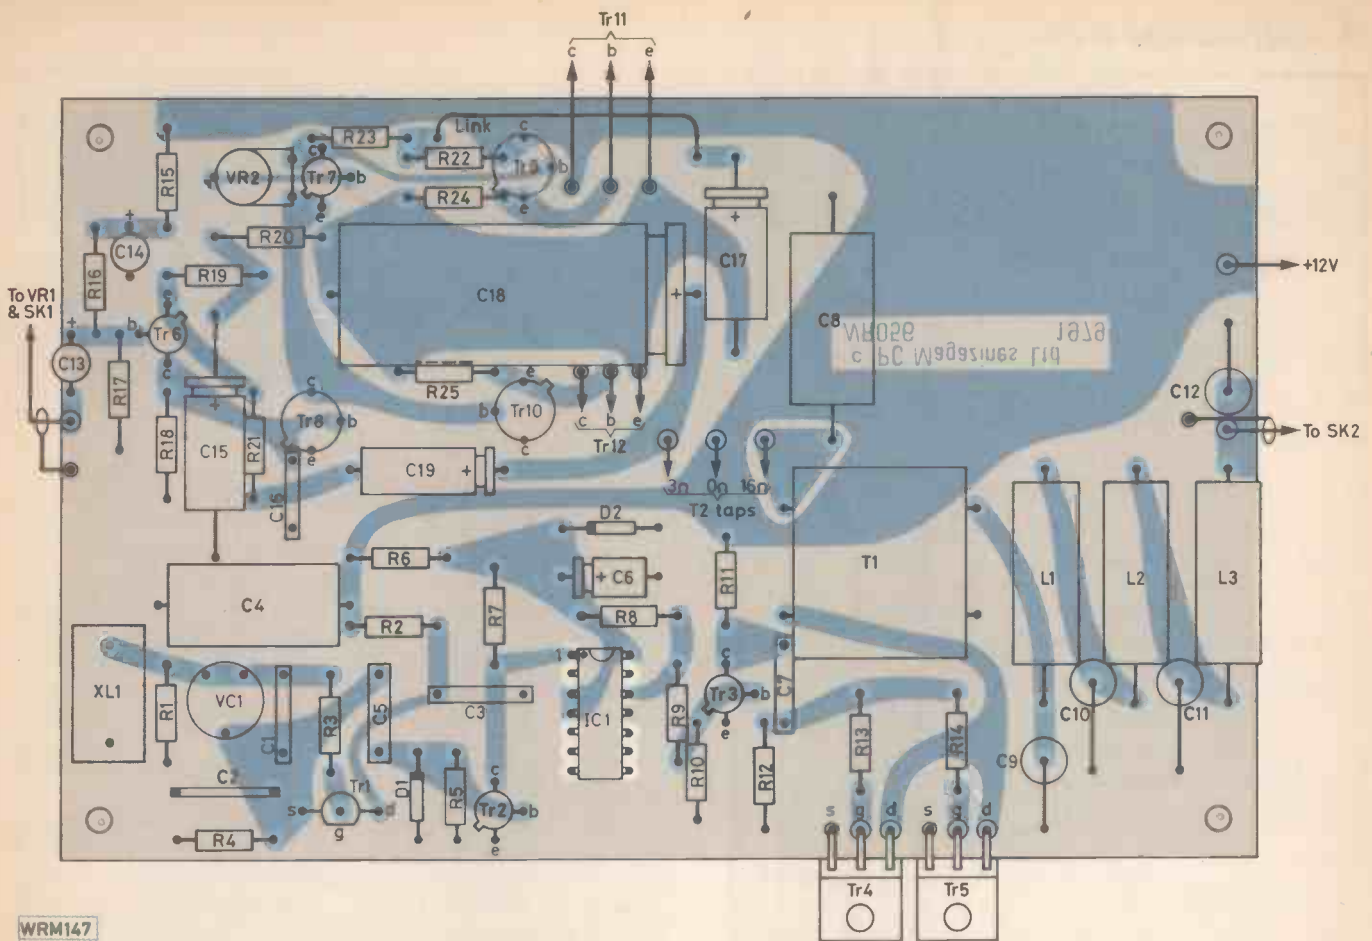 Tr11
c b e
Link
R23
R22
Tr9
c
b
e
R15
VR2
c
Tr7
b
e
R24
+
C14
R20
R16
R19
C18
+
+
C17
C8
+12V
To VR1
& SK1
+
C13
c
b
Tr6
e
R17
R25
c PC Magazines Ltd
WR056 1979
C12
To SK2
R18
+
C15
R21
c
Tr8
b
e
e
b
Tr10
c
c b e
Tr12
C16
C19 +
0Ω 16Ω
T2 taps
D2
R6
+ C6
R11
T1
L1
L2
L3
C4
R2
R7
R8
XL1
R1
VC1
C1
R3
C5
C3
1
IC1
R9
c
Tr3
b
e
C7
C10
C11
C2
R4
Tr1
s
g
d
D1
R5
c
Tr2
b
e
R10
R12
R13
R14
C9
s g d
s g d
Tr4
Tr5
WRM147